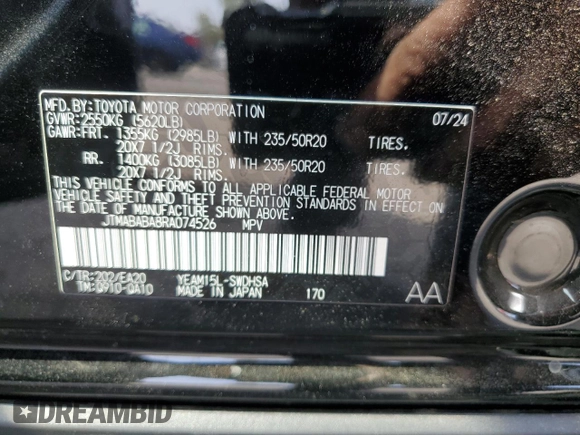 MFD.BY:TOYOTA MOTOR CORPORATION 07/24
GVWR:2550KG (5620LB)
GAWR:FRT. 1355KG (2985LB) WITH 235/50R20 TIRES.
20X7 1/2J RIMS.
RR. 1400KG (3085LB) WITH 235/50R20 TIRES.
20X7 1/2J RIMS.
THIS VEHICLE CONFORMS TO ALL APPLICABLE FEDERAL MOTOR
VEHICLE SAFETY AND THEFT PREVENTION STANDARDS IN EFFECT ON
THE DATE OF MANUFACTURE SHOWN ABOVE.
JTMABABA8RA074526 MPV
C/TR:202/EA20 YEAM15L-SWDHSA
TM:0910-0A10 MADE IN JAPAN 170 AA
DREAMBID